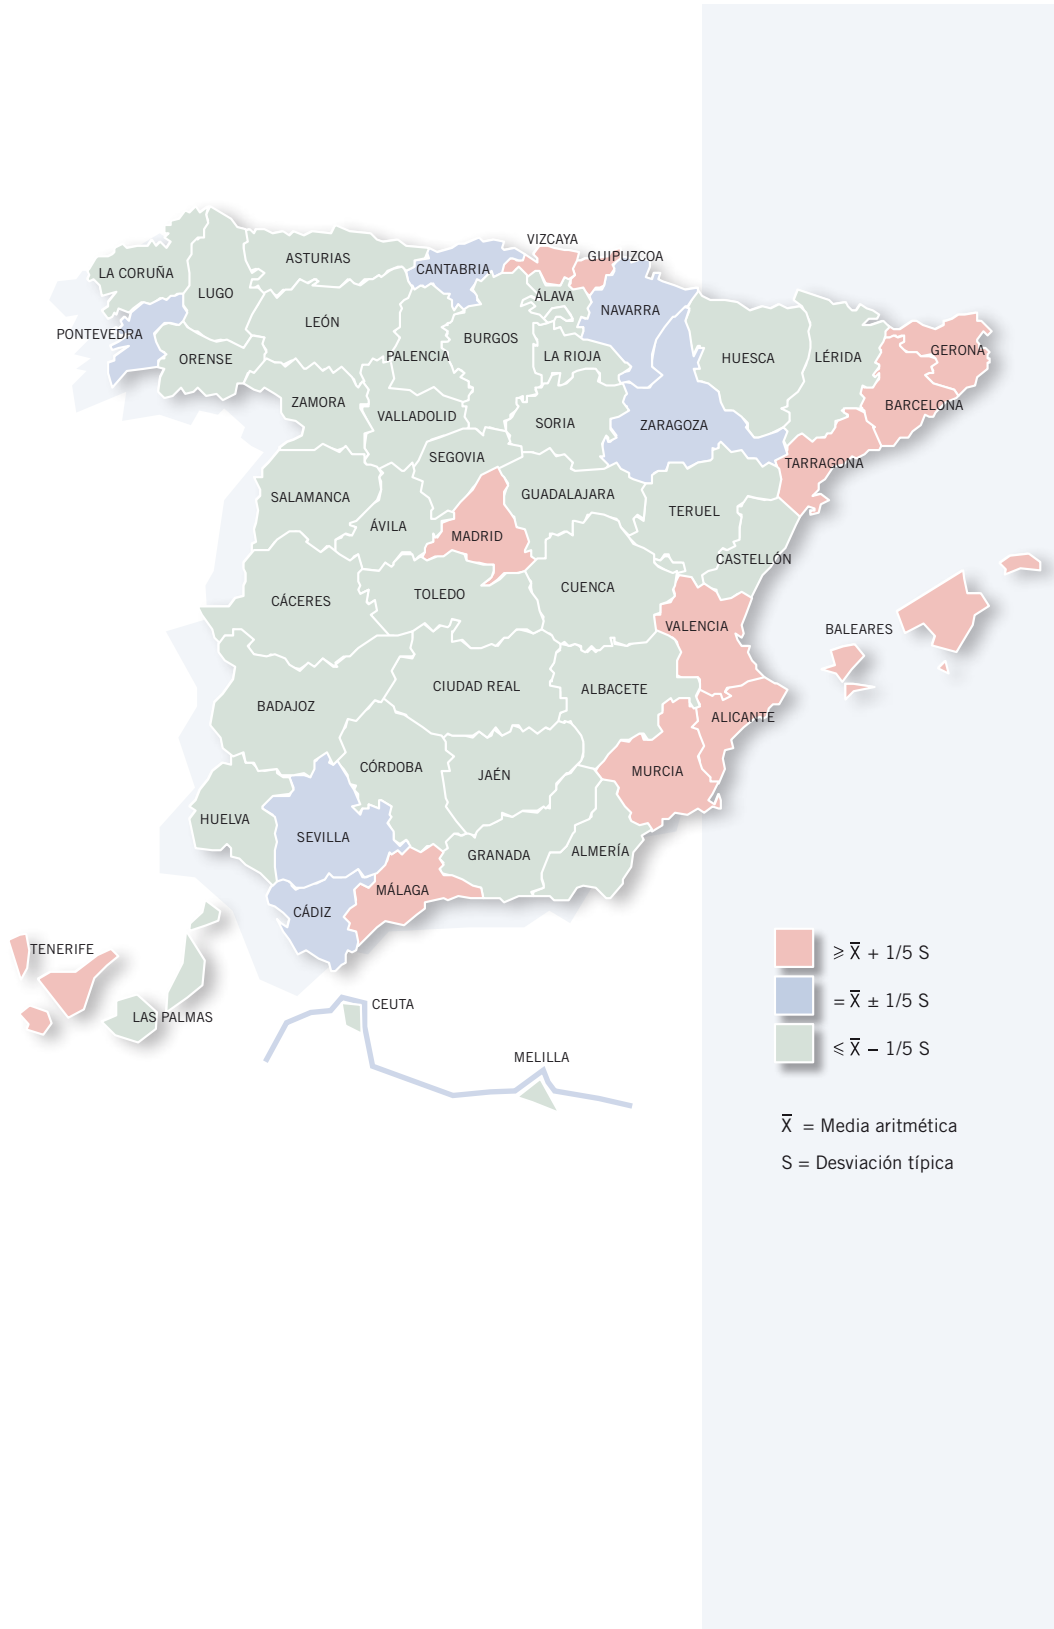 VIZCAYA
GUIPUZCOA
ASTURIAS
CANTABRIA
LA CORUÑA
LUGO
ÁLAVA
NAVARRA
LEÓN
PONTEVEDRA
BURGOS
ORENSE
PALENCIA
LA RIOJA
HUESCA
LÉRIDA
GERONA
ZAMORA
VALLADOLID
SORIA
ZARAGOZA
BARCELONA
SEGOVIA
TARRAGONA
SALAMANCA
GUADALAJARA
ÁVILA
MADRID
TERUEL
CASTELLÓN
CÁCERES
TOLEDO
CUENCA
VALENCIA
BALEARES
BADAJOZ
CIUDAD REAL
ALBACETE
ALICANTE
CÓRDOBA
JAÉN
MURCIA
HUELVA
SEVILLA
GRANADA
ALMERÍA
MÁLAGA
CÁDIZ
TENERIFE
LAS PALMAS
CEUTA
MELILLA
⩾ X̅ + 1/5 S
= X̅ ± 1/5 S
⩽ X̅ – 1/5 S
X̅ = Media aritmética
S = Desviación típica